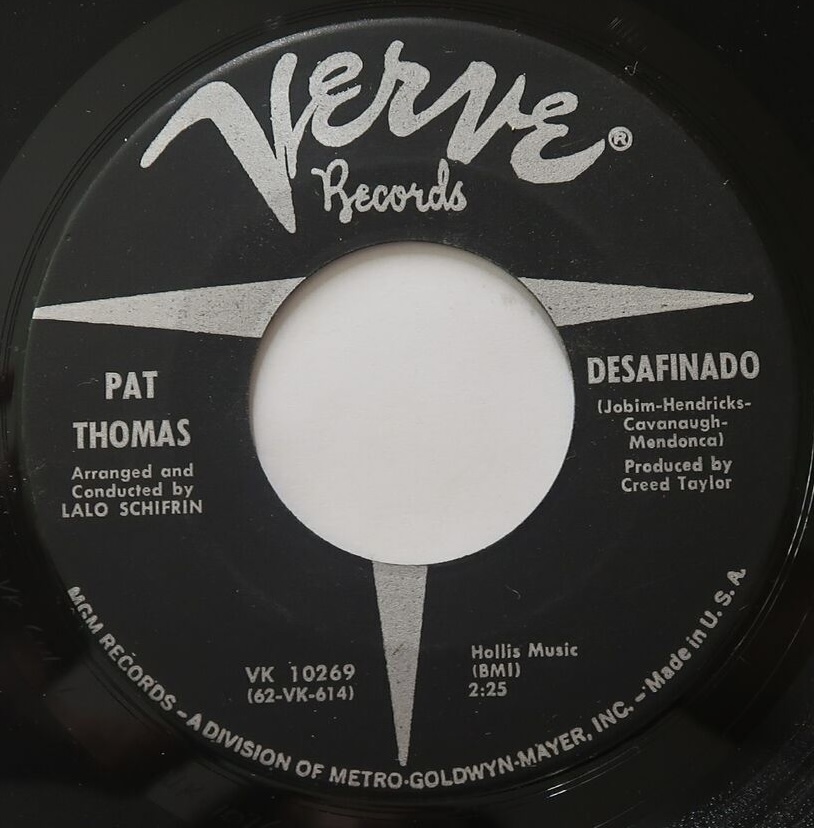 Verve®
Records
PAT
THOMAS
Arranged and
Conducted by
LALO SCHIFRIN
DESAFINADO
(Jobim-Hendricks-
Cavanaugh-
Mendonca)
Produced by
Creed Taylor
VK 10269
(62-VK-614)
Hollis Music
(BMI)
2:25
MGM RECORDS – A DIVISION OF METRO-GOLDWYN-MAYER, INC. – Made in U. S. A.